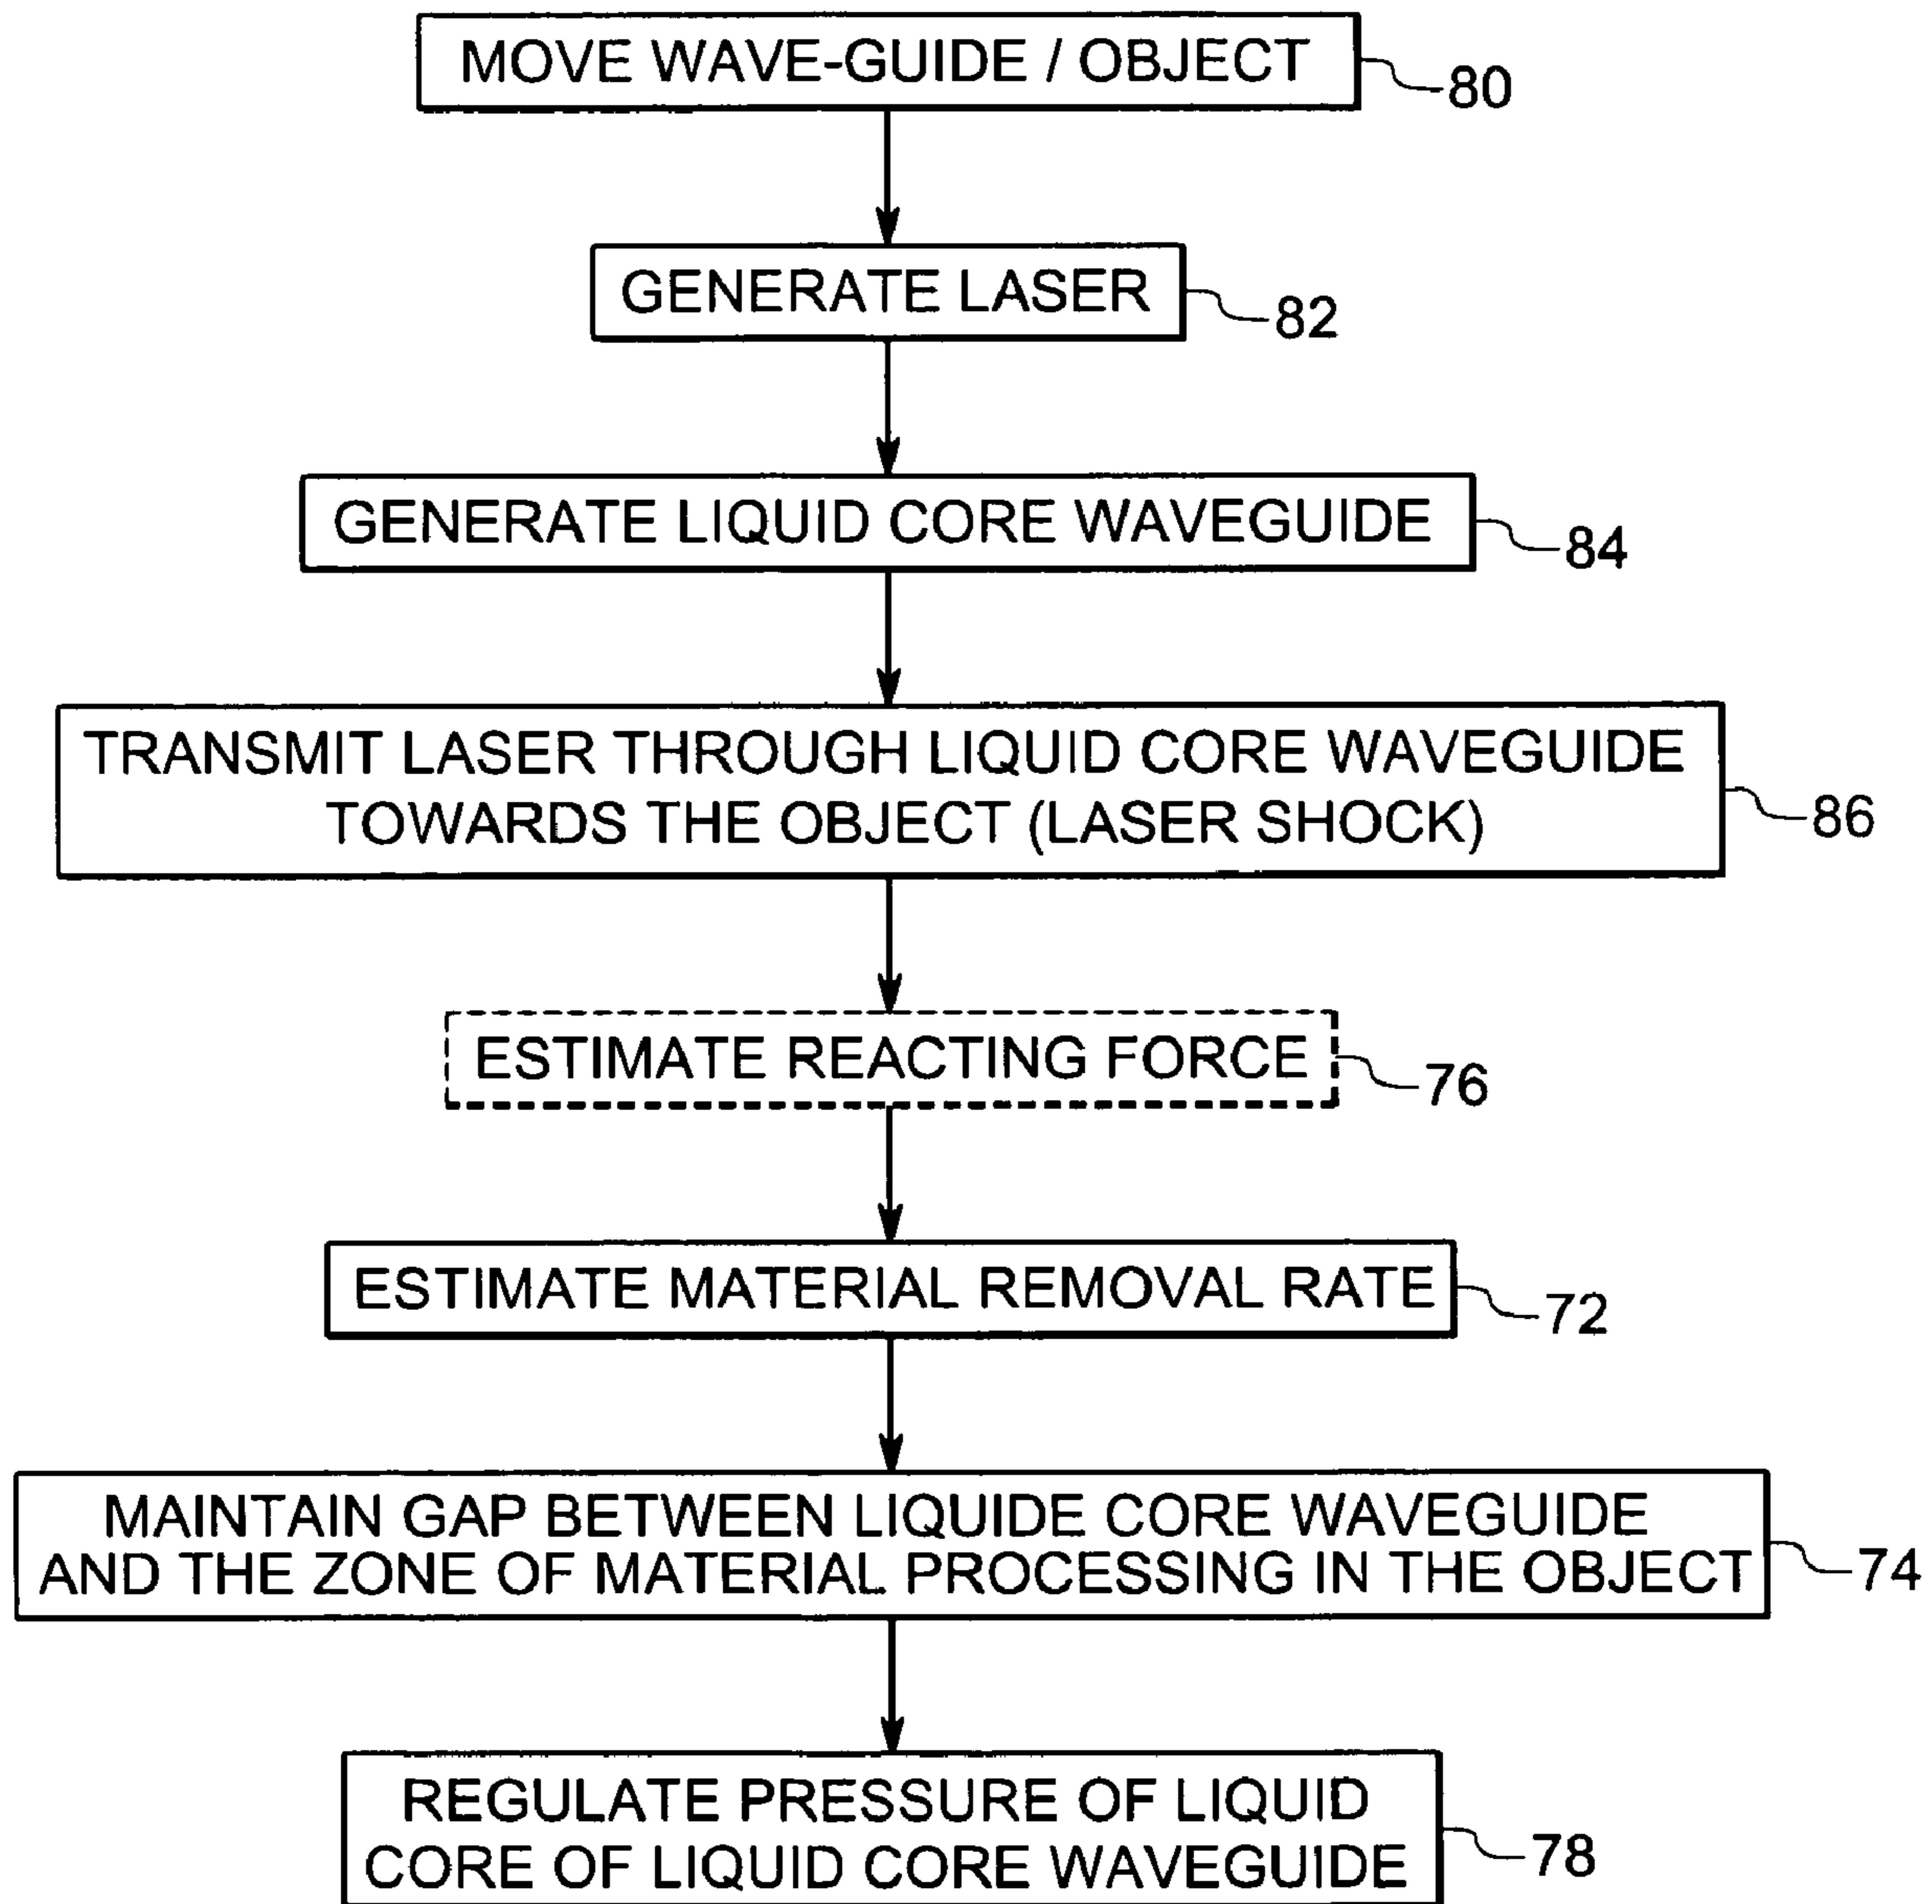 MOVE WAVE-GUIDE / OBJECT
80
GENERATE LASER
82
GENERATE LIQUID CORE WAVEGUIDE
84
TRANSMIT LASER THROUGH LIQUID CORE WAVEGUIDE
TOWARDS THE OBJECT (LASER SHOCK)
86
ESTIMATE REACTING FORCE
76
ESTIMATE MATERIAL REMOVAL RATE
72
MAINTAIN GAP BETWEEN LIQUIDE CORE WAVEGUIDE
AND THE ZONE OF MATERIAL PROCESSING IN THE OBJECT
74
REGULATE PRESSURE OF LIQUID
CORE OF LIQUID CORE WAVEGUIDE
78